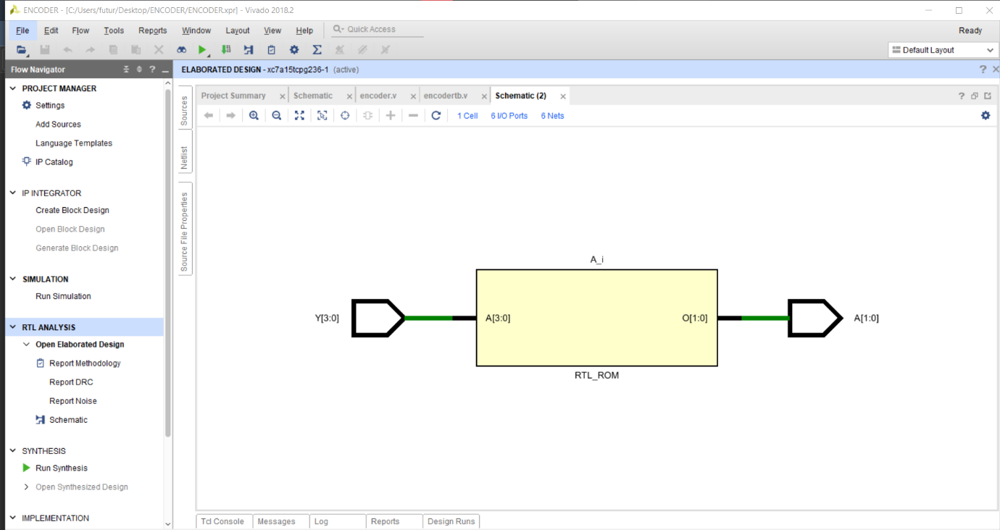 ENCODER - [C:/Users/futur/Desktop/ENCODER/ENCODER.xpr] - Vivado 2018.2
File Edit Flow Tools Reports Window Layout View Help Quick Access Ready
Default Layout
Flow Navigator
PROJECT MANAGER
Settings
Add Sources
Language Templates
IP Catalog
IP INTEGRATOR
Create Block Design
Open Block Design
Generate Block Design
SIMULATION
Run Simulation
RTL ANALYSIS
Open Elaborated Design
Report Methodology
Report DRC
Report Noise
Schematic
SYNTHESIS
Run Synthesis
Open Synthesized Design
IMPLEMENTATION
ELABORATED DESIGN - xc7a15tcpg236-1 (active)
Sources
Netlist
Source File Properties
Project Summary Schematic encoder.v encodertb.v Schematic (2)
1 Cell 6 I/O Ports 6 Nets
A_i
Y[3:0] A[3:0] O[1:0] A[1:0]
RTL_ROM
Tcl Console Messages Log Reports Design Runs